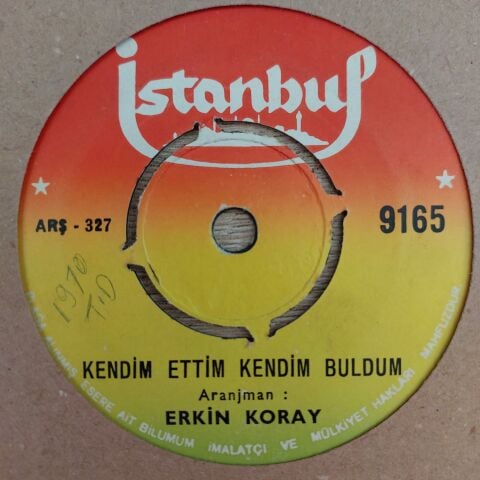 istanbul
ARŞ - 327
9165
1970
T.D
KENDİM ETTİM KENDİM BULDUM
Aranjman :
ERKİN KORAY
ESERE AİT BİLUMUM İMALATÇI VE MÜLKİYET HAKLARI MAHFUZDUR